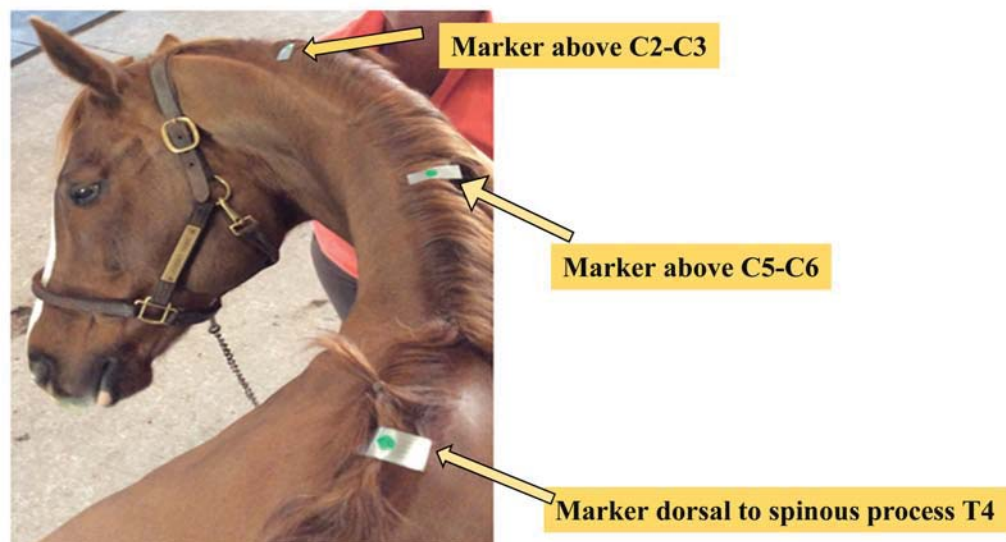 Marker above C2-C3
Marker above C5-C6
Marker dorsal to spinous process T4